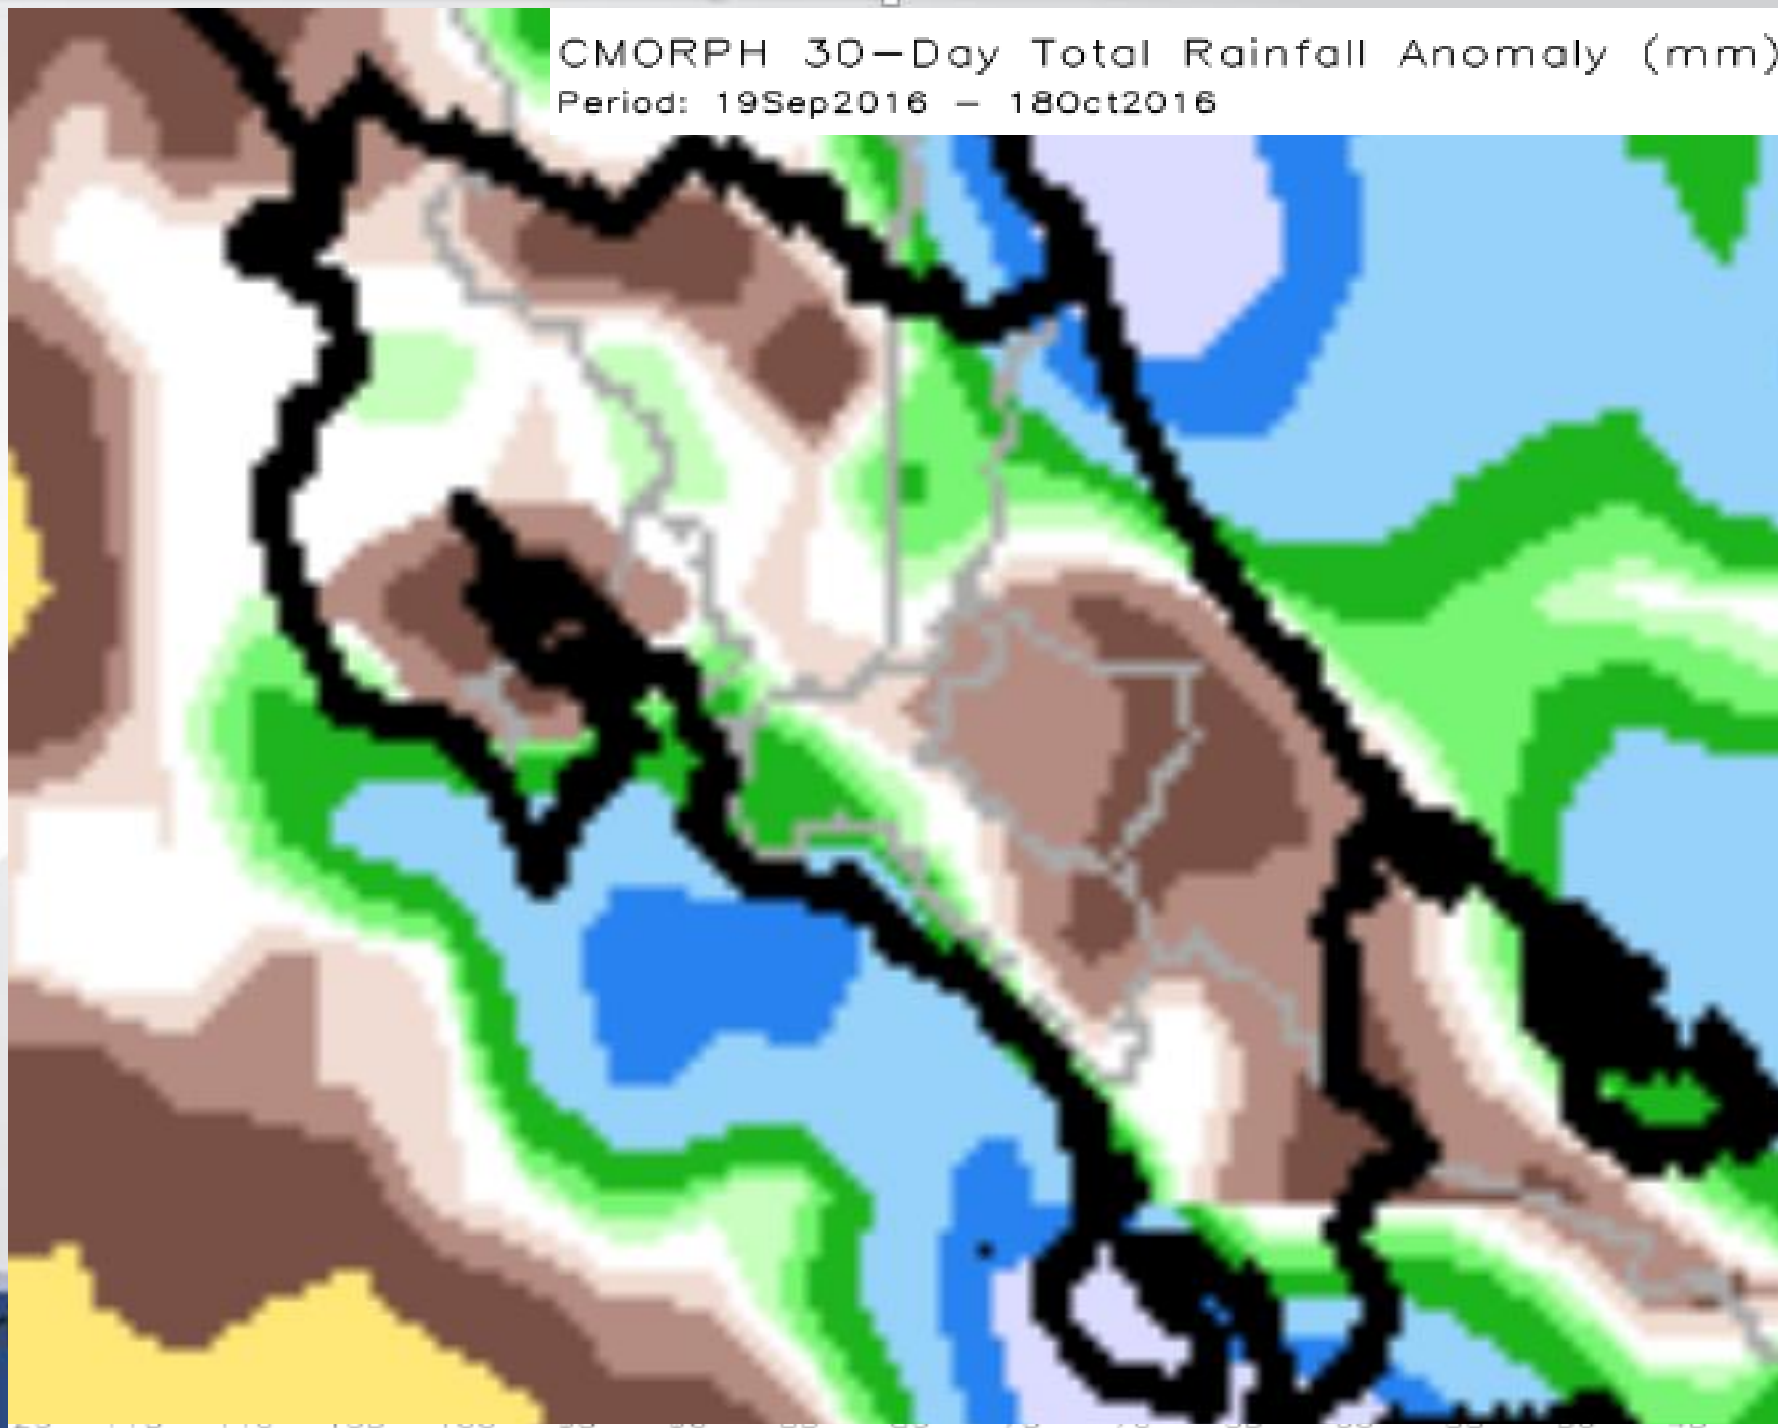 CMORPH 30-Day Total Rainfall Anomaly (mm)
Period: 19Sep2016 - 18Oct2016